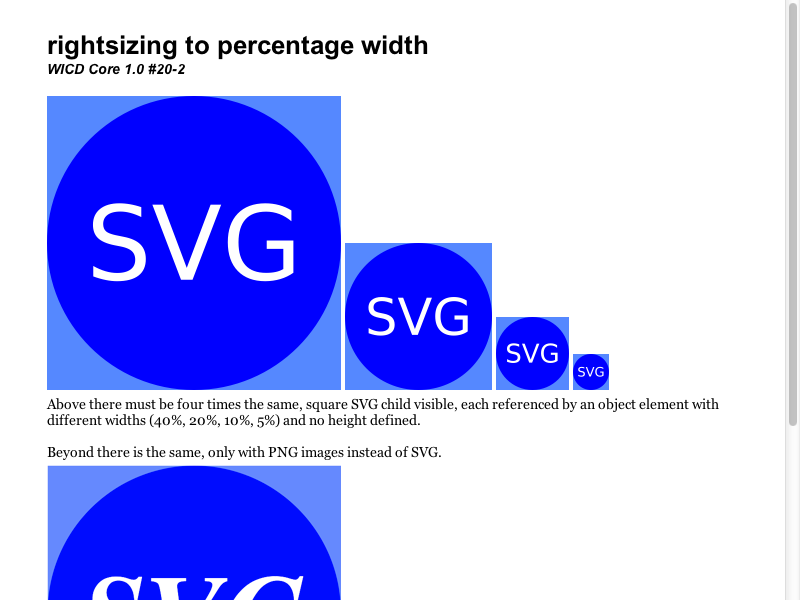 rightsizing to percentage width
WICD Core 1.0 #20-2
SVG SVG SVG SVG
Above there must be four times the same, square SVG child visible, each referenced by an object element with
different widths (40%, 20%, 10%, 5%) and no height defined.
Beyond there is the same, only with PNG images instead of SVG.
SVG